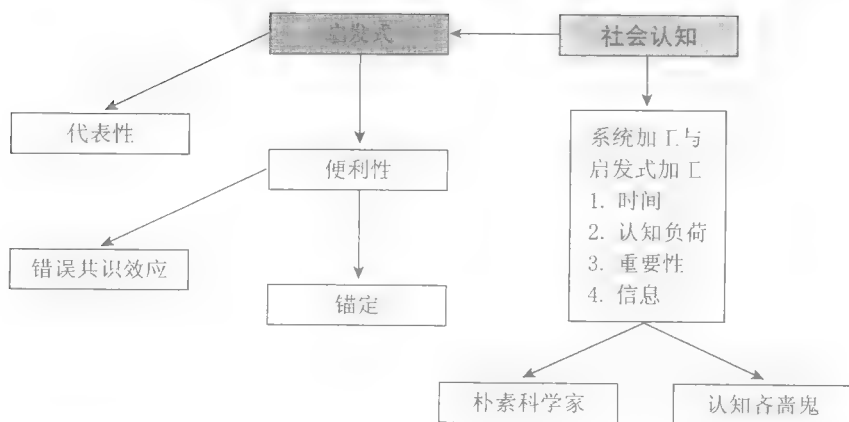 启发式
社会认知
代表性
便利性
系统加工与
启发式加工
1. 时间
2. 认知负荷
3. 重要性
4. 信息
错误共识效应
锚定
朴素科学家
认知吝啬鬼